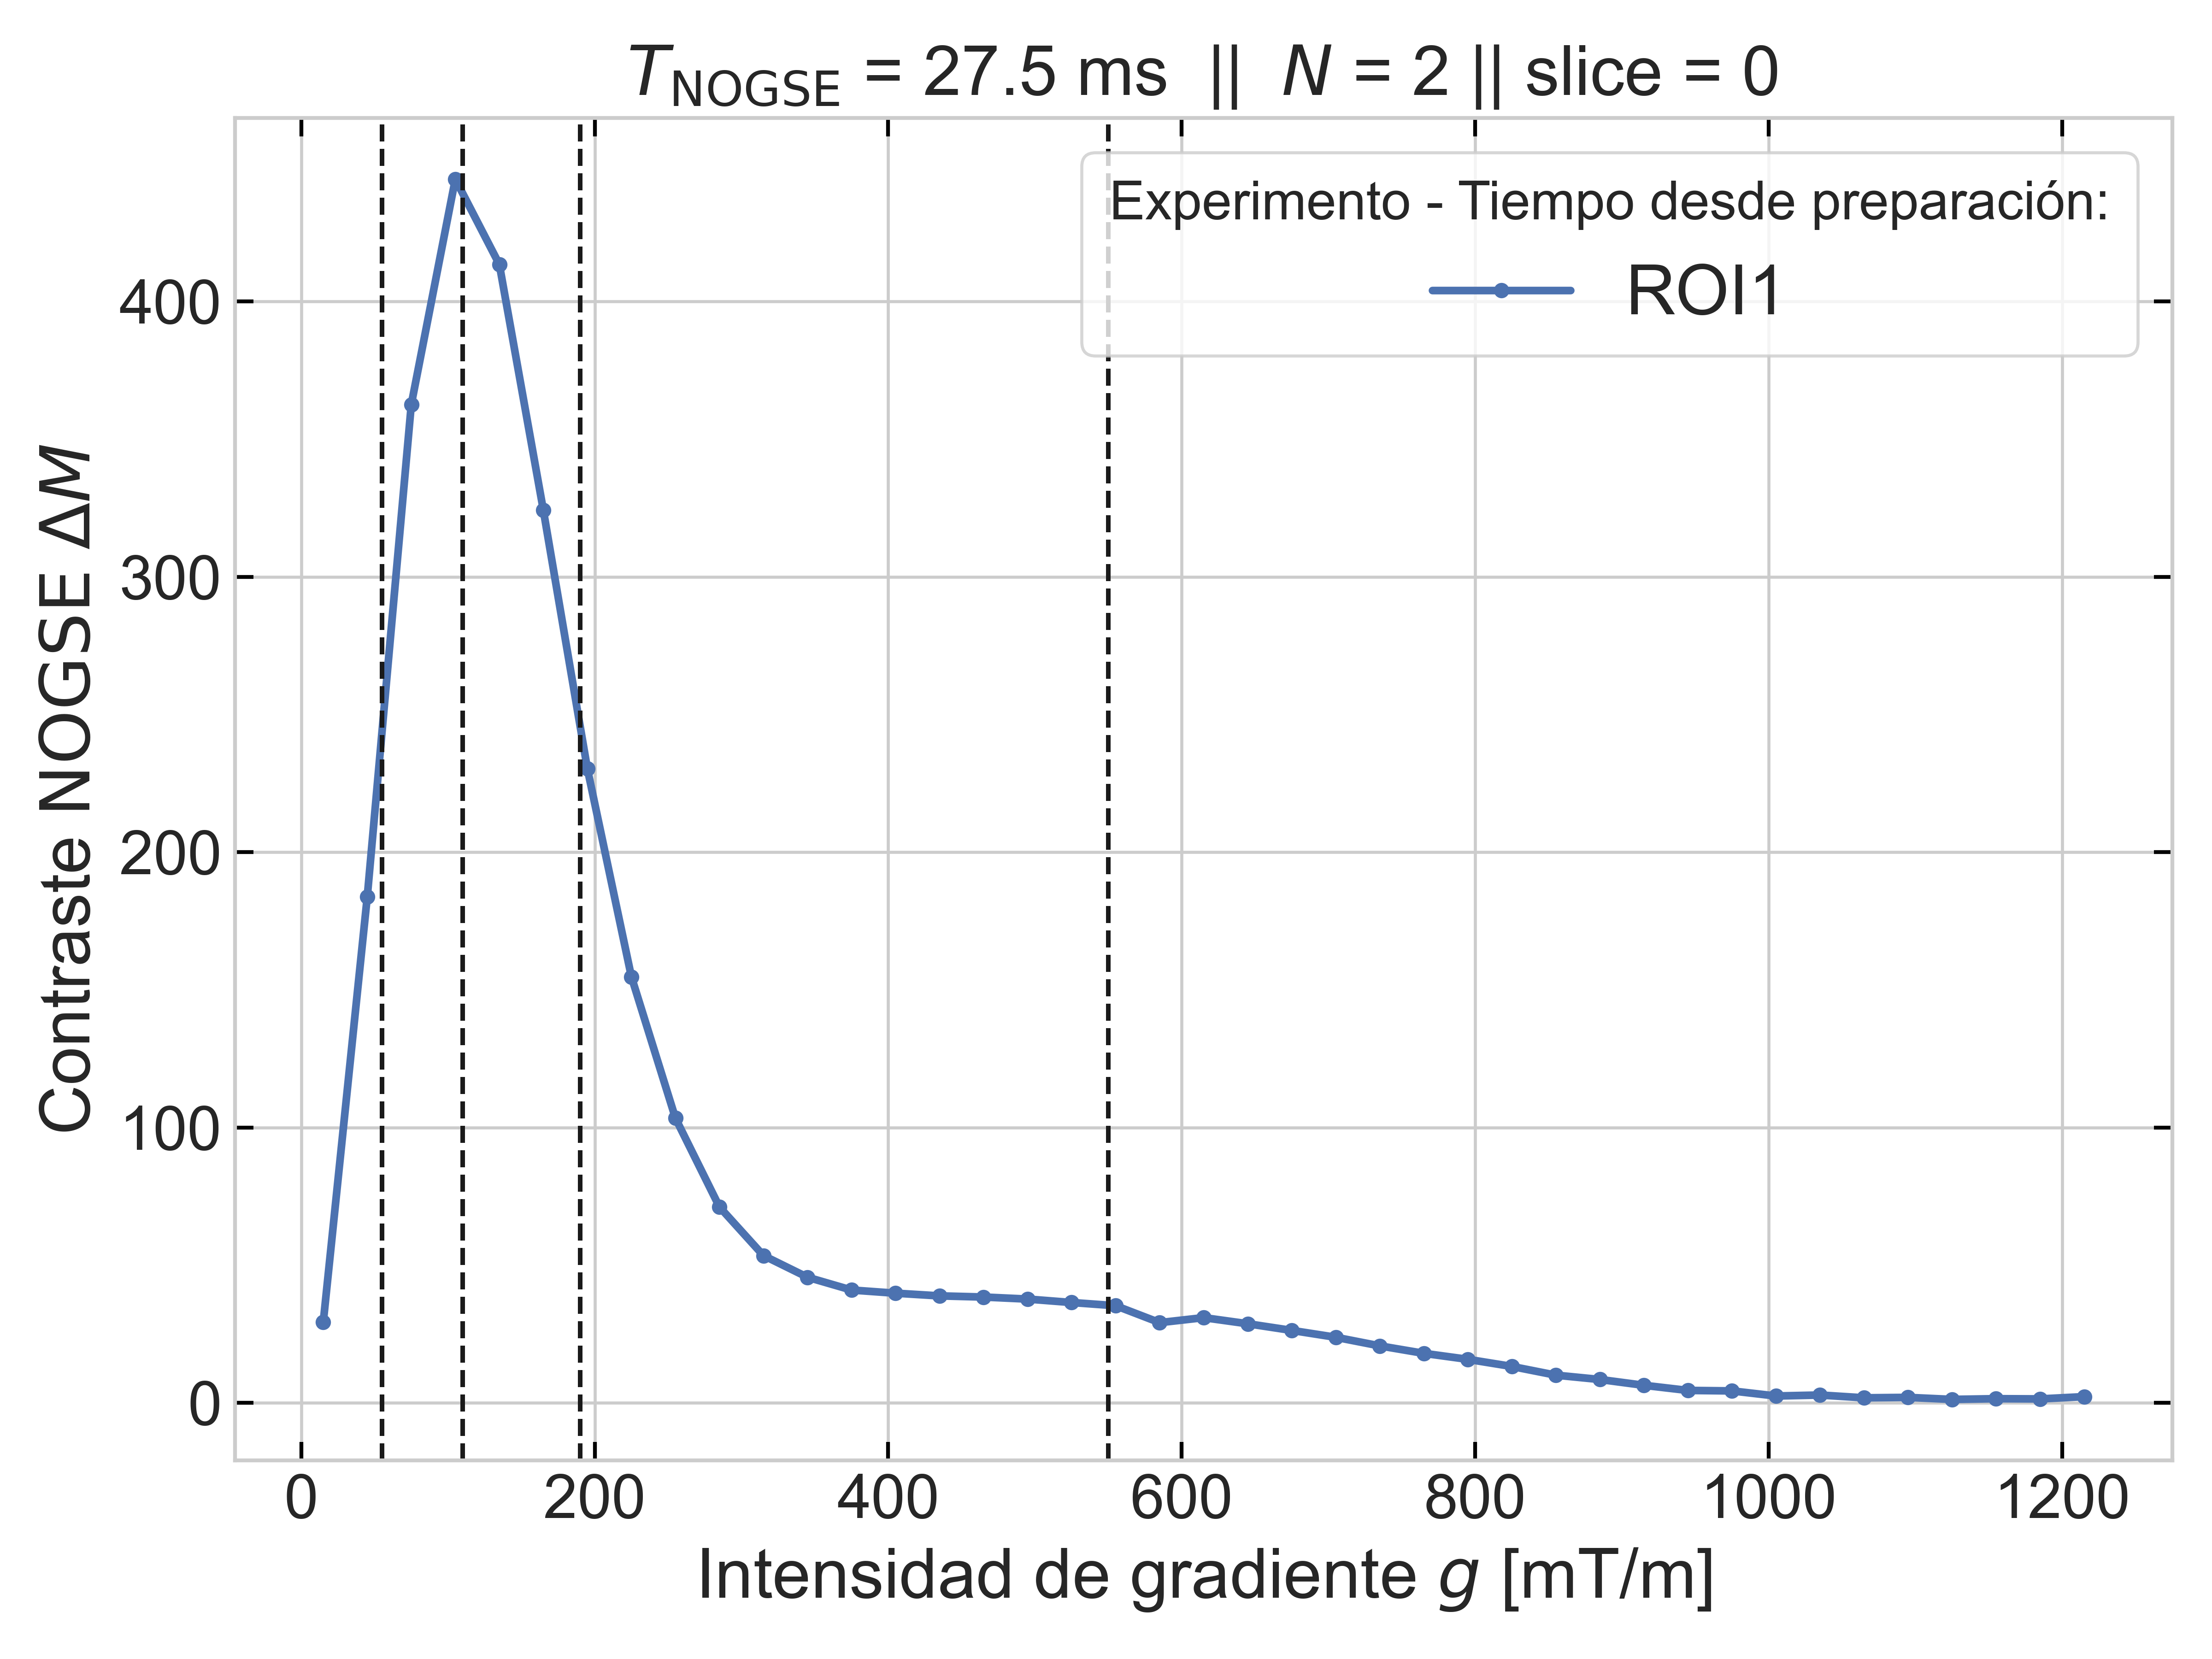 T_NOGSE = 27.5 ms || N = 2 || slice = 0
Experimento - Tiempo desde preparación:
ROI1
Contraste NOGSE ΔM
400
300
200
100
0
0 200 400 600 800 1000 1200
Intensidad de gradiente g [mT/m]